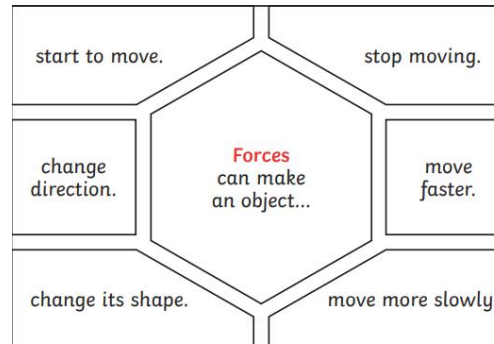 start to move.
stop moving.
change
direction.
Forces
can make
an object...
move
faster.
change its shape.
move more slowly